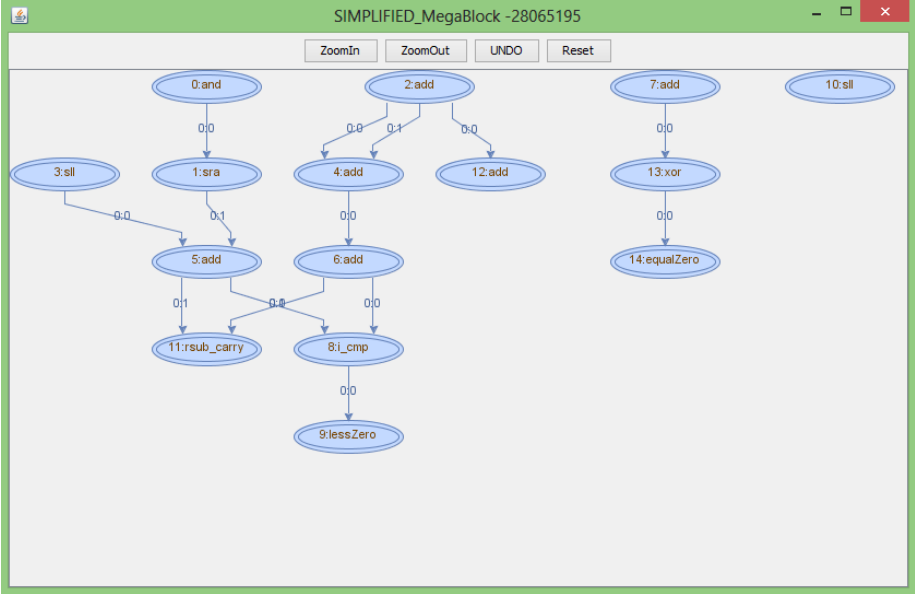 SIMPLIFIED_MegaBlock -28065195
ZoomIn ZoomOut UNDO Reset
0:and 2:add 7:add 10:sll
0:0 0:0 0:1 0:0 0:0
3:sll 1:sra 4:add 12:add 13:xor
0:0 0:1 0:0 0:0
5:add 6:add 14:equalZero
0:1 0:0
11:rsub_carry 8:i_cmp
0:0
9:lessZero